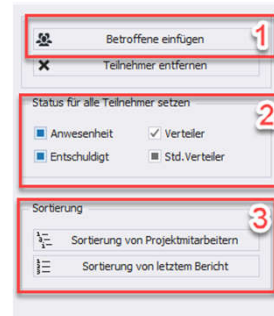 Betroffene einfügen
1
Teilnehmer entfernen
Status für alle Teilnehmer setzen
2
Anwesenheit Verteiler
Entschuldigt Std.Verteiler
Sortierung
3
Sortierung von Projektmitarbeitern
Sortierung von letztem Bericht